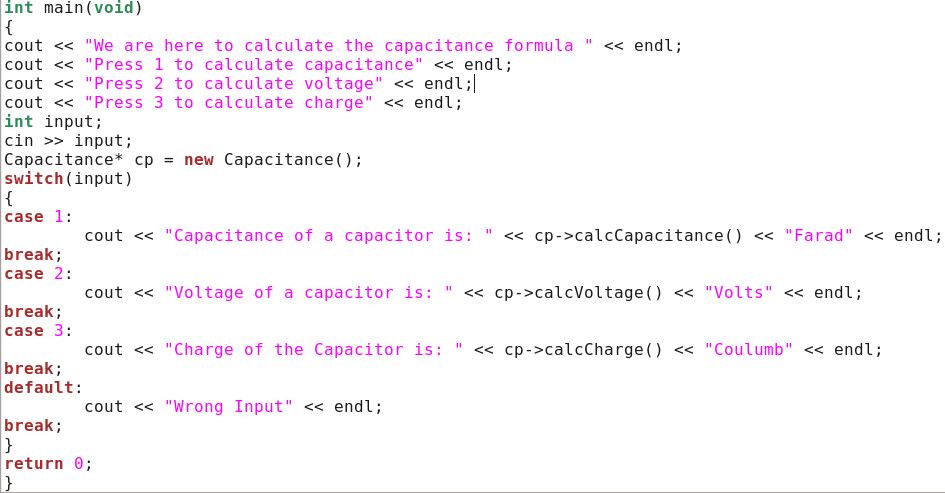 int main(void)
{
cout << "We are here to calculate the capacitance formula " << endl;
cout << "Press 1 to calculate capacitance" << endl;
cout << "Press 2 to calculate voltage" << endl;
cout << "Press 3 to calculate charge" << endl;
int input;
cin >> input;
Capacitance* cp = new Capacitance();
switch(input)
{
case 1:
        cout << "Capacitance of a capacitor is: " << cp->calcCapacitance() << "Farad" << endl;
break;
case 2:
        cout << "Voltage of a capacitor is: " << cp->calcVoltage() << "Volts" << endl;
break;
case 3:
        cout << "Charge of the Capacitor is: " << cp->calcCharge() << "Coulumb" << endl;
break;
default:
        cout << "Wrong Input" << endl;
break;
}
return 0;
}